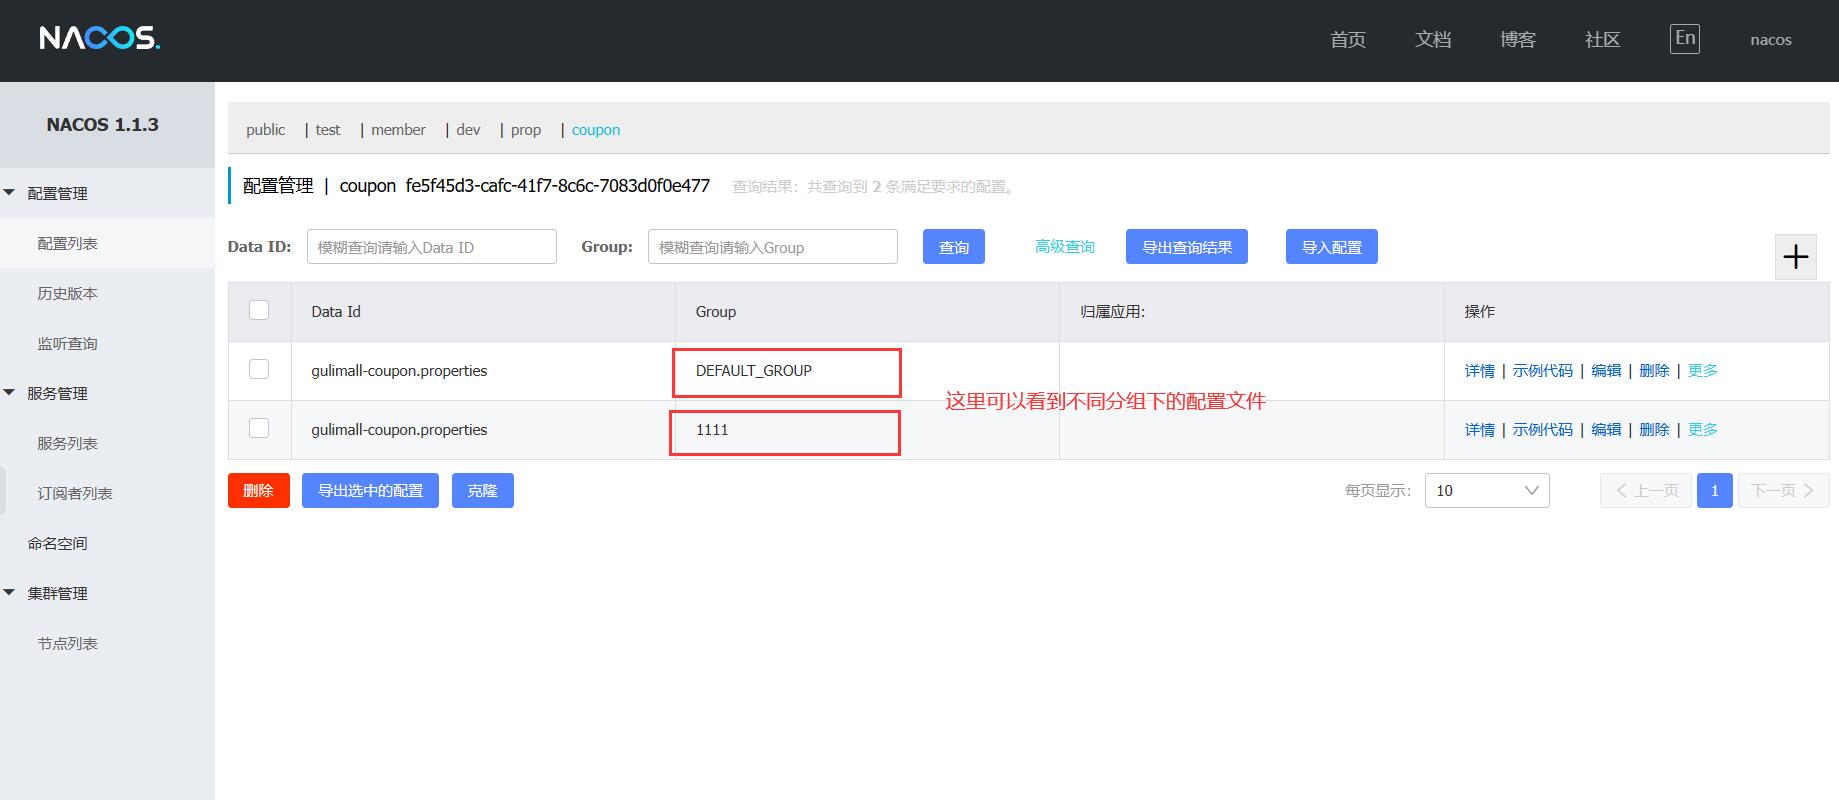 NACOS.
首页 文档 博客 社区 En nacos
NACOS 1.1.3
配置管理
配置列表
历史版本
监听查询
服务管理
服务列表
订阅者列表
命名空间
集群管理
节点列表
public | test | member | dev | prop | coupon
配置管理 | coupon fe5f45d3-cafc-41f7-8c6c-7083d0f0e477 查询结果：共查询到 2 条满足要求的配置。
Data ID: 模糊查询请输入Data ID Group: 模糊查询请输入Group 查询 高级查询 导出查询结果 导入配置 +
Data Id Group 归属应用: 操作
gulimall-coupon.properties DEFAULT_GROUP 详情 | 示例代码 | 编辑 | 删除 | 更多
这里可以看到不同分组下的配置文件
gulimall-coupon.properties 1111 详情 | 示例代码 | 编辑 | 删除 | 更多
删除 导出选中的配置 克隆 每页显示: 10 上一页 1 下一页